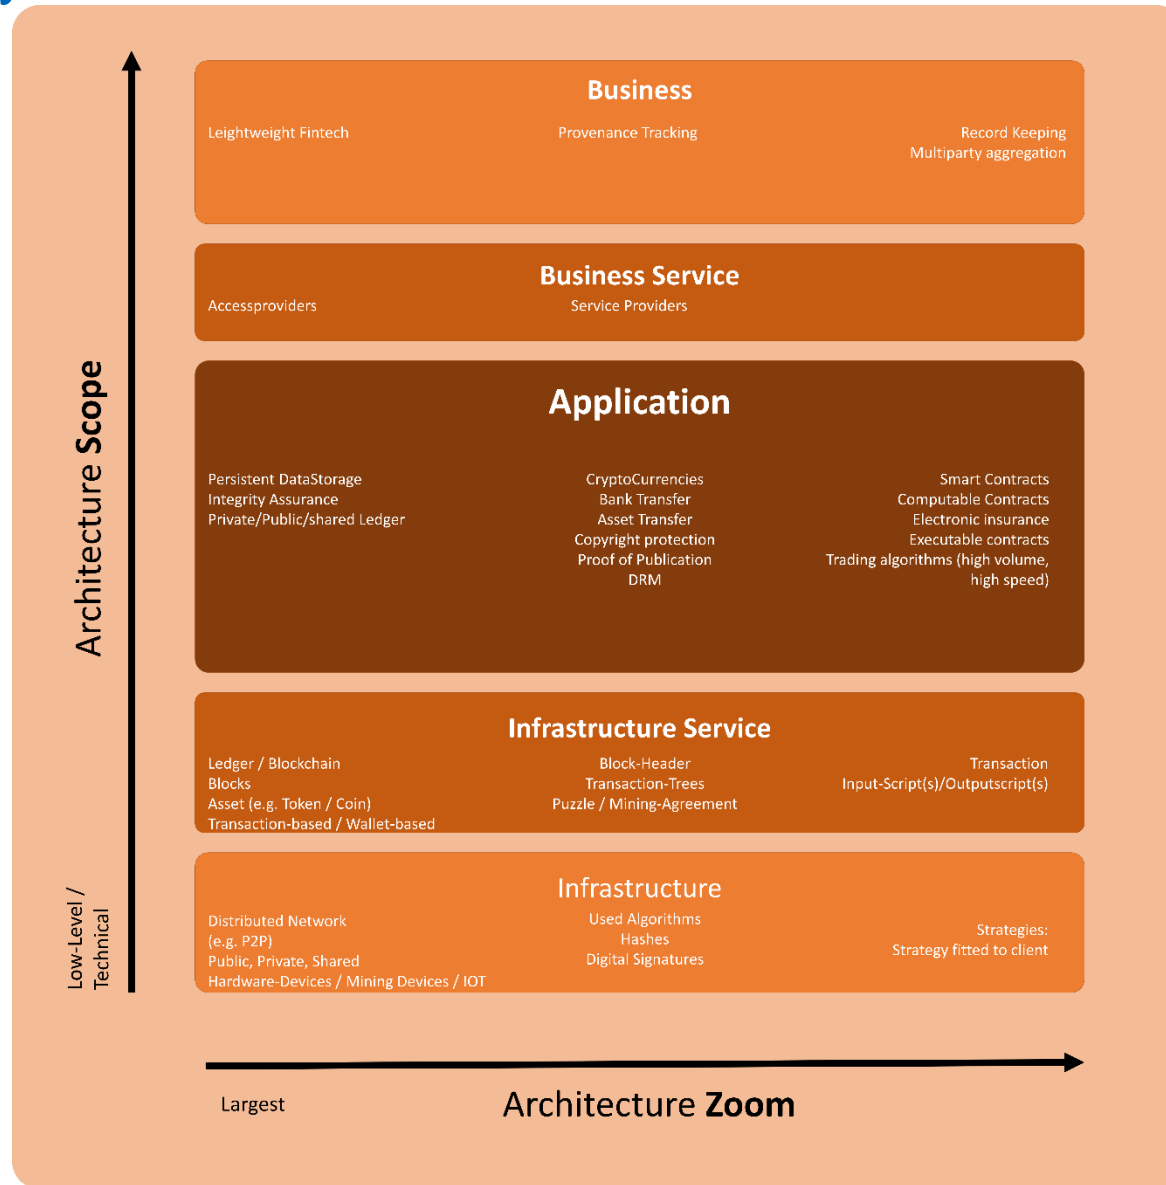 Business
Leightweight Fintech
Provenance Tracking
Record Keeping
Multiparty aggregation
Business Service
Accessproviders
Service Providers
Application
Persistent DataStorage
Integrity Assurance
Private/Public/shared Ledger
CryptoCurrencies
Bank Transfer
Asset Transfer
Copyright protection
Proof of Publication
DRM
Smart Contracts
Computable Contracts
Electronic insurance
Executable contracts
Trading algorithms (high volume,
high speed)
Infrastructure Service
Ledger / Blockchain
Blocks
Asset (e.g. Token / Coin)
Transaction-based / Wallet-based
Block-Header
Transaction-Trees
Puzzle / Mining-Agreement
Transaction
Input-Script(s)/Outputscript(s)
Infrastructure
Distributed Network
(e.g. P2P)
Public, Private, Shared
Hardware-Devices / Mining Devices / IOT
Used Algorithms
Hashes
Digital Signatures
Strategies:
Strategy fitted to client
Architecture Scope
Low-Level /
Technical
Largest
Architecture Zoom